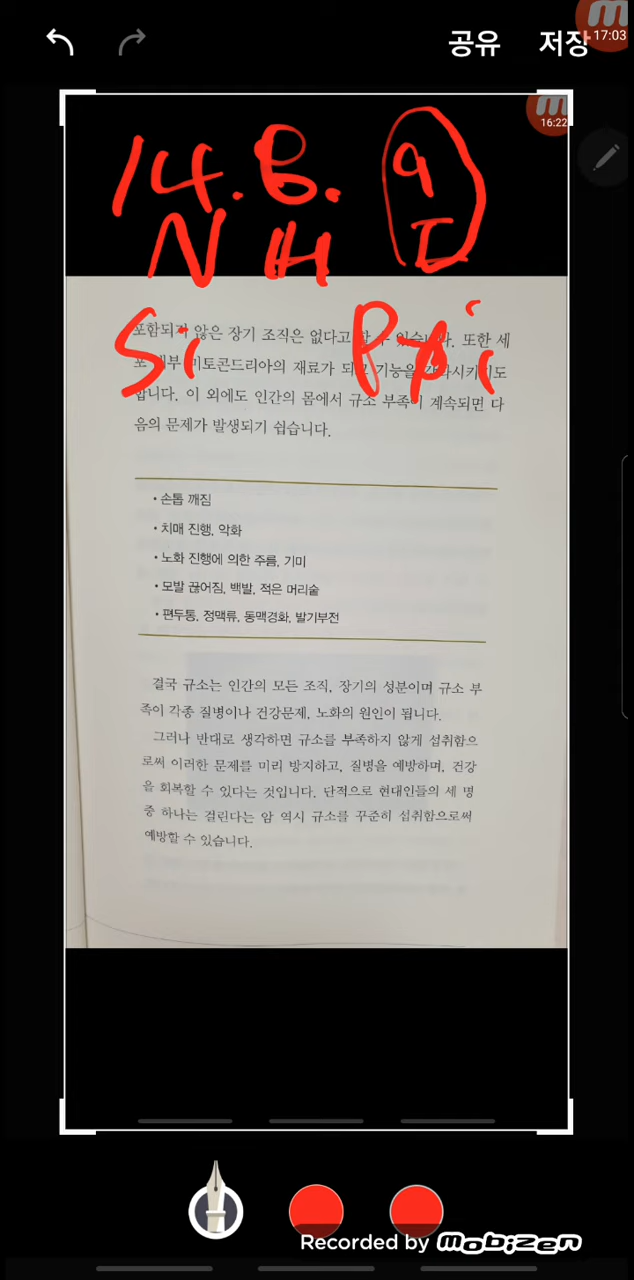 17:03
공유 저장
16:22
14.B. 9
N H I
Si
포함되지 않은 장기 조직은 없다고 할 수 있습니다. 또한 세
포 내부 미토콘드리아의 재료가 되고 기능을 강화시키기도
합니다. 이 외에도 인간의 몸에서 규소 부족이 계속되면 다
음의 문제가 발생되기 쉽습니다.
• 손톱 깨짐
• 치매 진행, 악화
• 노화 진행에 의한 주름, 기미
• 모발 끊어짐, 백발, 적은 머리숱
• 편두통, 정맥류, 동맥경화, 발기부전
결국 규소는 인간의 모든 조직, 장기의 성분이며 규소 부
족이 각종 질병이나 건강문제, 노화의 원인이 됩니다.
그러나 반대로 생각하면 규소를 부족하지 않게 섭취함으
로써 이러한 문제를 미리 방지하고, 질병을 예방하며, 건강
을 회복할 수 있다는 것입니다. 단적으로 현대인들의 세 명
중 하나는 걸린다는 암 역시 규소를 꾸준히 섭취함으로써
예방할 수 있습니다.
Recorded by mobizen